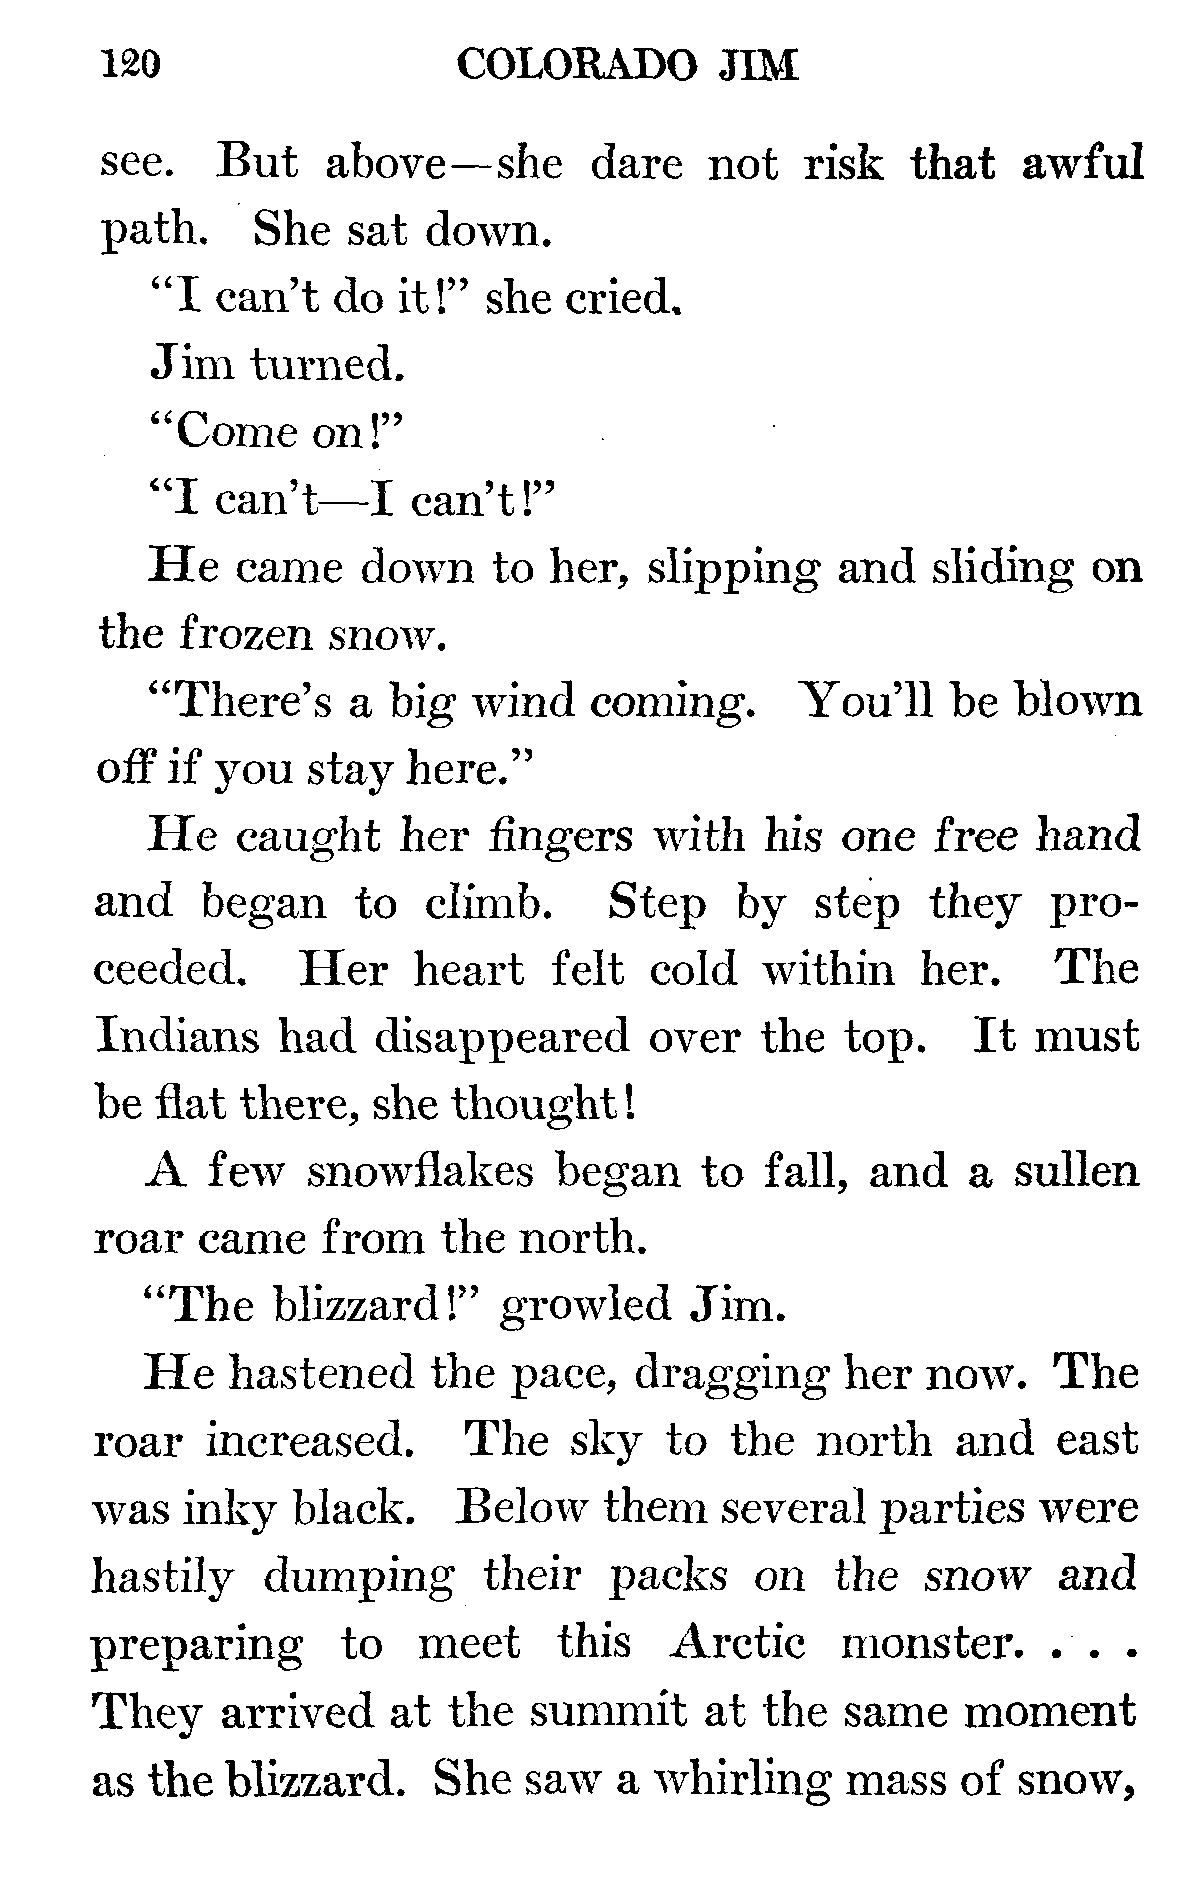 120 COLORADO JIM
see. But above—she dare not risk that awful
path. She sat down.
“I can’t do it!” she cried.
Jim turned.
“Come on!”
“I can’t—I can’t!”
He came down to her, slipping and sliding on
the frozen snow.
“There’s a big wind coming. You’ll be blown
off if you stay here.”
He caught her fingers with his one free hand
and began to climb. Step by step they pro-
ceeded. Her heart felt cold within her. The
Indians had disappeared over the top. It must
be flat there, she thought!
A few snowflakes began to fall, and a sullen
roar came from the north.
“The blizzard!” growled Jim.
He hastened the pace, dragging her now. The
roar increased. The sky to the north and east
was inky black. Below them several parties were
hastily dumping their packs on the snow and
preparing to meet this Arctic monster. . . .
They arrived at the summit at the same moment
as the blizzard. She saw a whirling mass of snow,